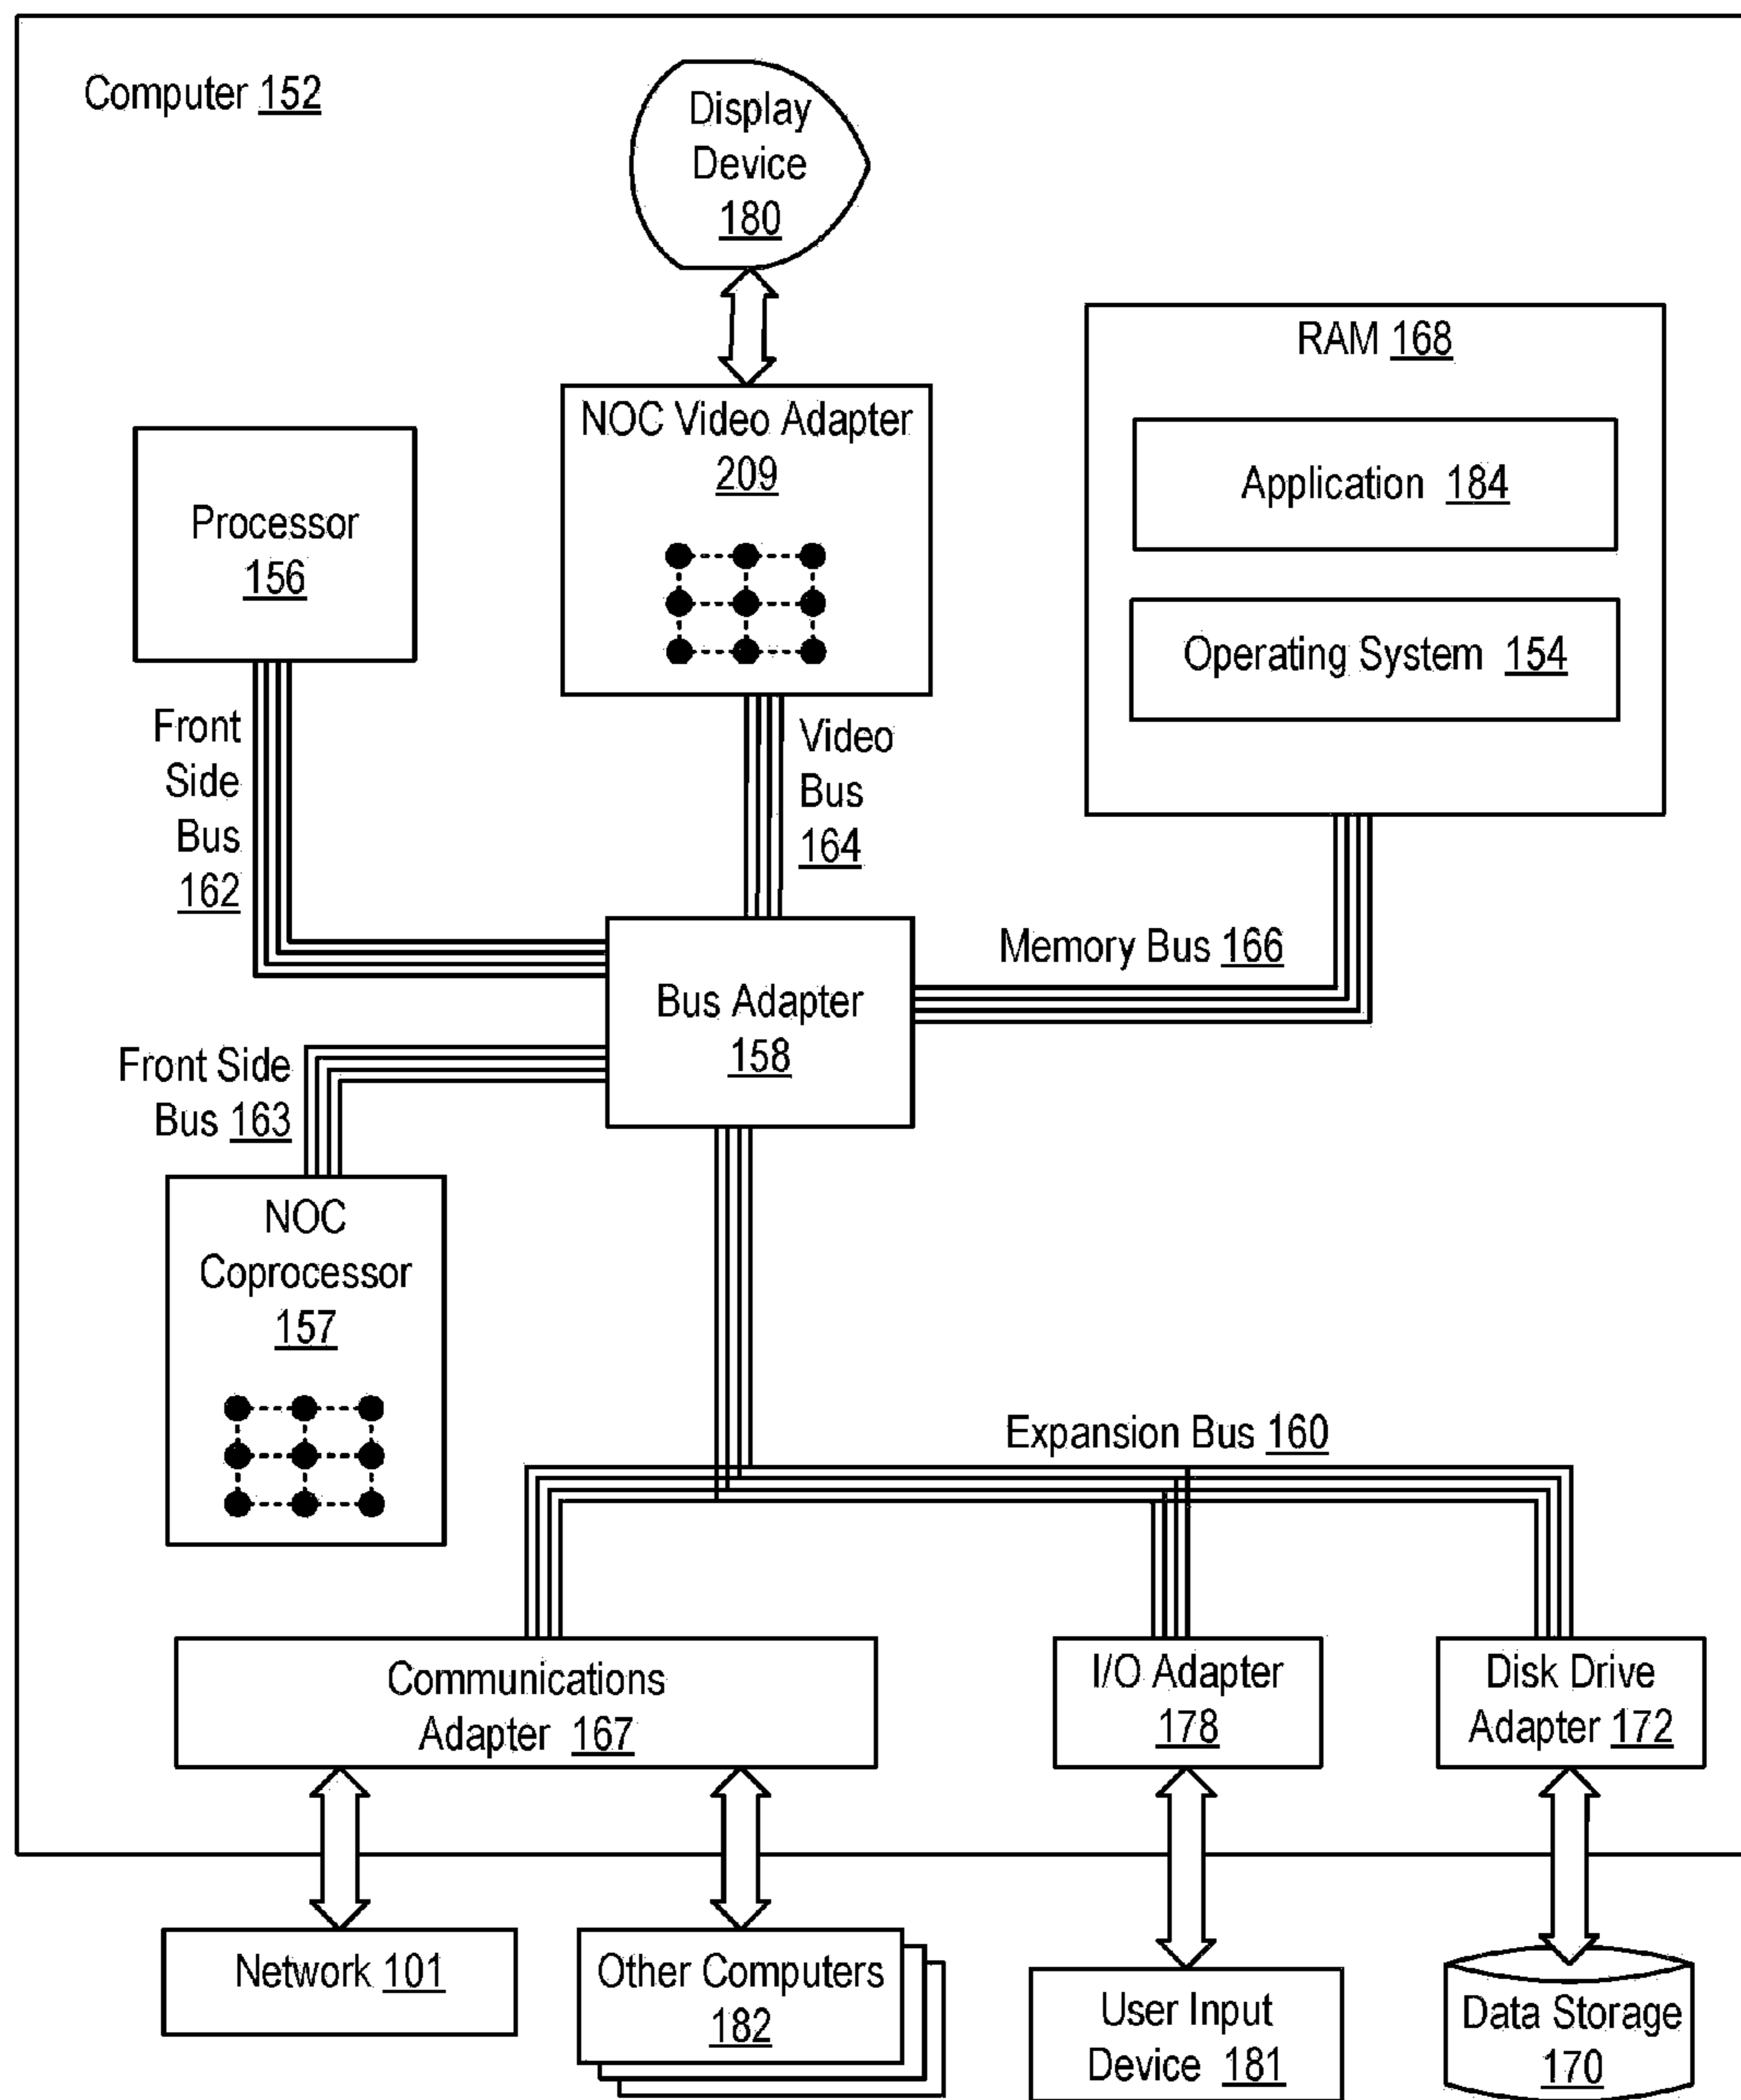 Computer 152
Display
Device
180
RAM 168
NOC Video Adapter
209
Application 184
Processor
156
Operating System 154
Front
Side
Bus
162
Video
Bus
164
Memory Bus 166
Bus Adapter
158
Front Side
Bus 163
NOC
Coprocessor
157
Expansion Bus 160
Communications
Adapter 167
I/O Adapter
178
Disk Drive
Adapter 172
Network 101
Other Computers
182
User Input
Device 181
Data Storage
170